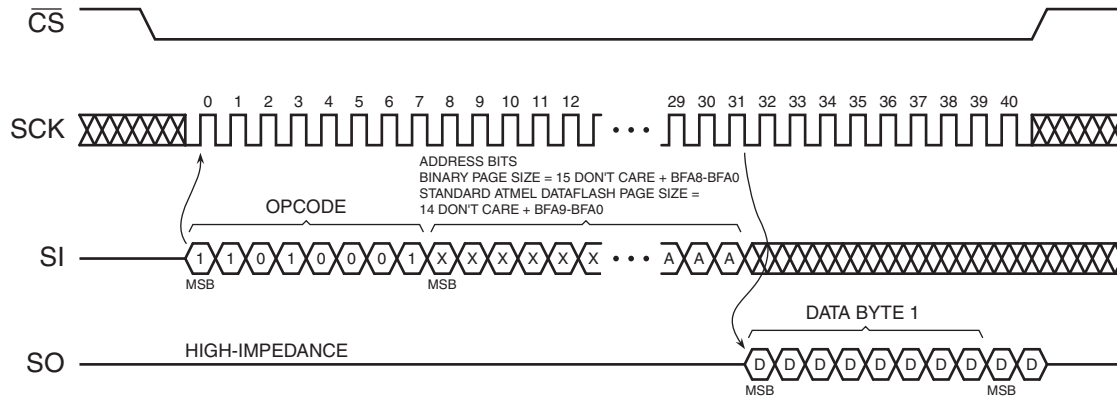 CS
SCK
0 1 2 3 4 5 6 7 8 9 10 11 12 29 30 31 32 33 34 35 36 37 38 39 40
ADDRESS BITS
BINARY PAGE SIZE = 15 DON'T CARE + BFA8-BFA0
STANDARD ATMEL DATAFLASH PAGE SIZE =
14 DON'T CARE + BFA9-BFA0
OPCODE
SI
1 1 0 1 0 0 0 1 X X X X X X A A A
MSB MSB
DATA BYTE 1
SO
HIGH-IMPEDANCE
D D D D D D D D D D
MSB MSB